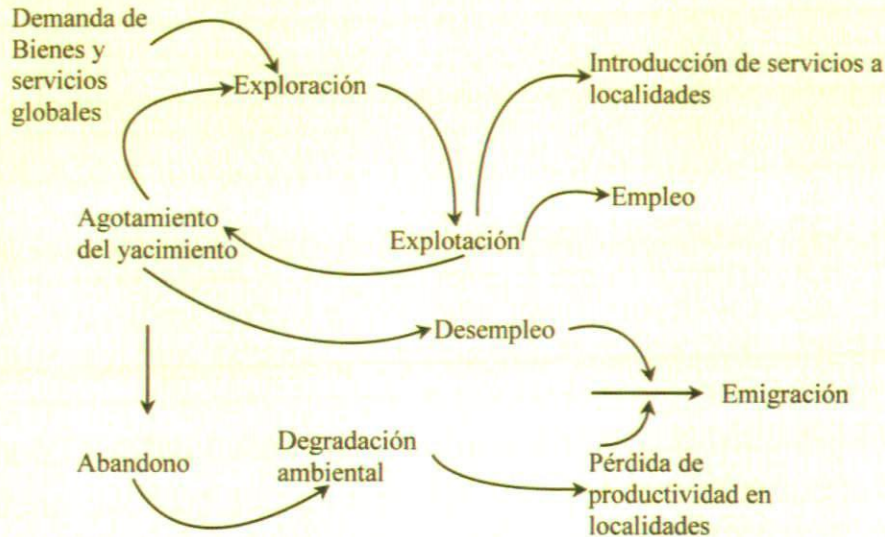 Demanda de
Bienes y
servicios
globales
Exploración
Introducción de servicios a
localidades
Empleo
Agotamiento
del yacimiento
Explotación
Desempleo
Emigración
Abandono
Degradación
ambiental
Pérdida de
productividad en
localidades